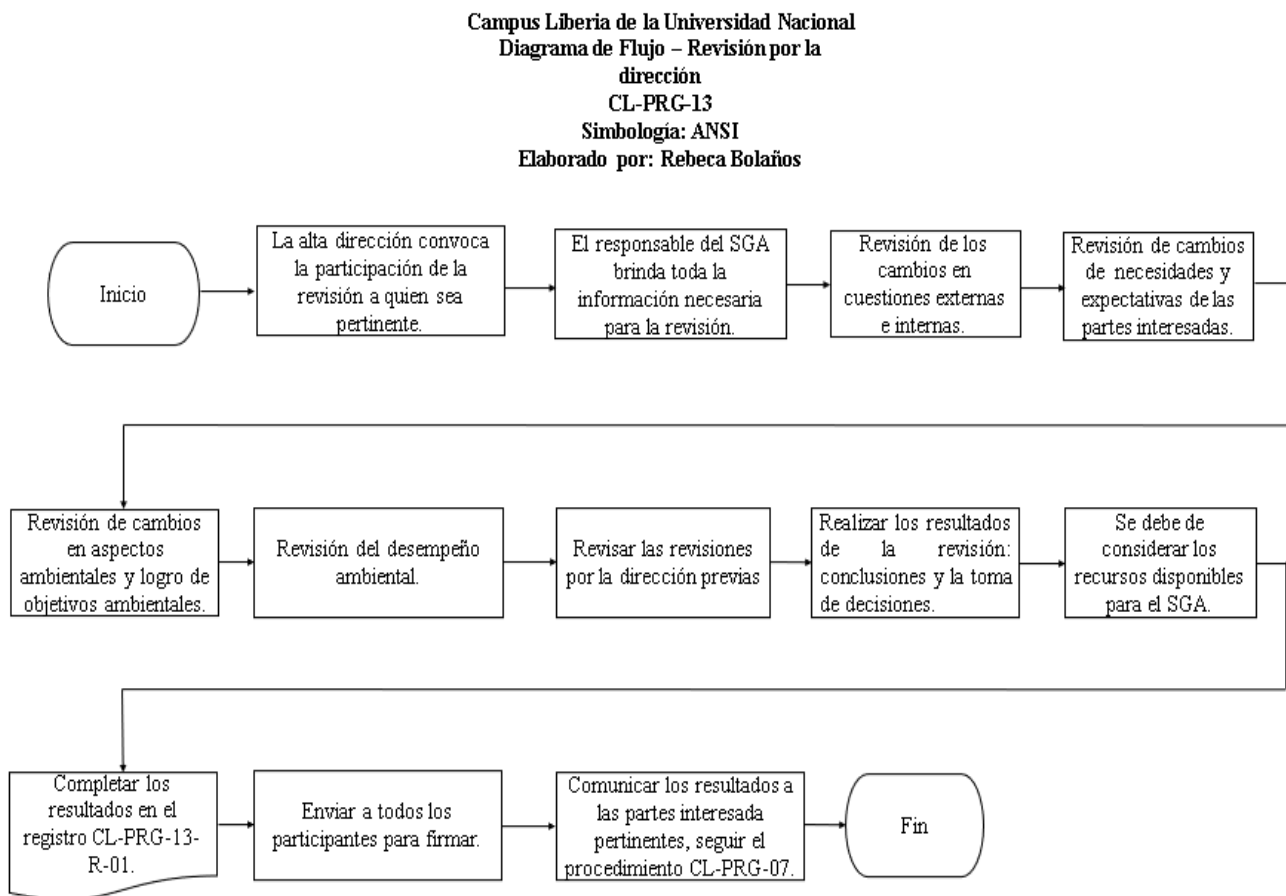 Campus Liberia de la Universidad Nacional
Diagrama de Flujo – Revisión por la
dirección
CL-PRG-13
Simbología: ANSI
Elaborado por: Rebeca Bolaños
Inicio
La alta dirección convoca
la participación de la
revisión a quien sea
pertinente.
El responsable del SGA
brinda toda la
información necesaria
para la revisión.
Revisión de los
cambios en
cuestiones externas
e internas.
Revisión de cambios
de necesidades y
expectativas de las
partes interesadas.
Revisión de cambios
en aspectos
ambientales y logro de
objetivos ambientales.
Revisión del desempeño
ambiental.
Revisar las revisiones
por la dirección previas
Realizar los resultados
de la revisión:
conclusiones y la toma
de decisiones.
Se debe de
considerar los
recursos disponibles
para el SGA.
Completar los
resultados en el
registro CL-PRG-13-
R-01.
Enviar a todos los
participantes para firmar.
Comunicar los resultados a
las partes interesada
pertinentes, seguir el
procedimiento CL-PRG-07.
Fin